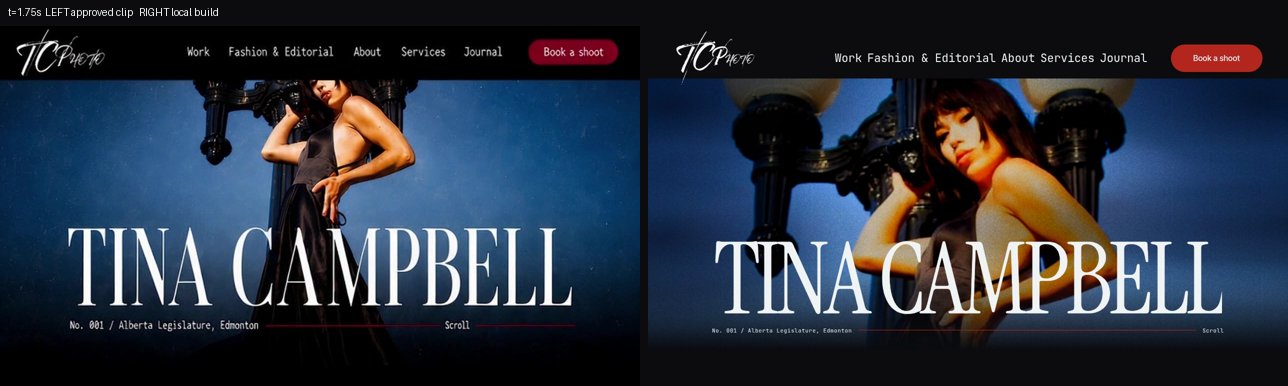 t=1.75s LEFT approved clip RIGHT local build
TCPHOTO
Work Fashion & Editorial About Services Journal Book a shoot
TINA CAMPBELL
No. 001 / Alberta Legislature, Edmonton Scroll
TCPHOTO
Work Fashion & Editorial About Services Journal Book a shoot
TINA CAMPBELL
No. 001 / Alberta Legislature, Edmonton Scroll